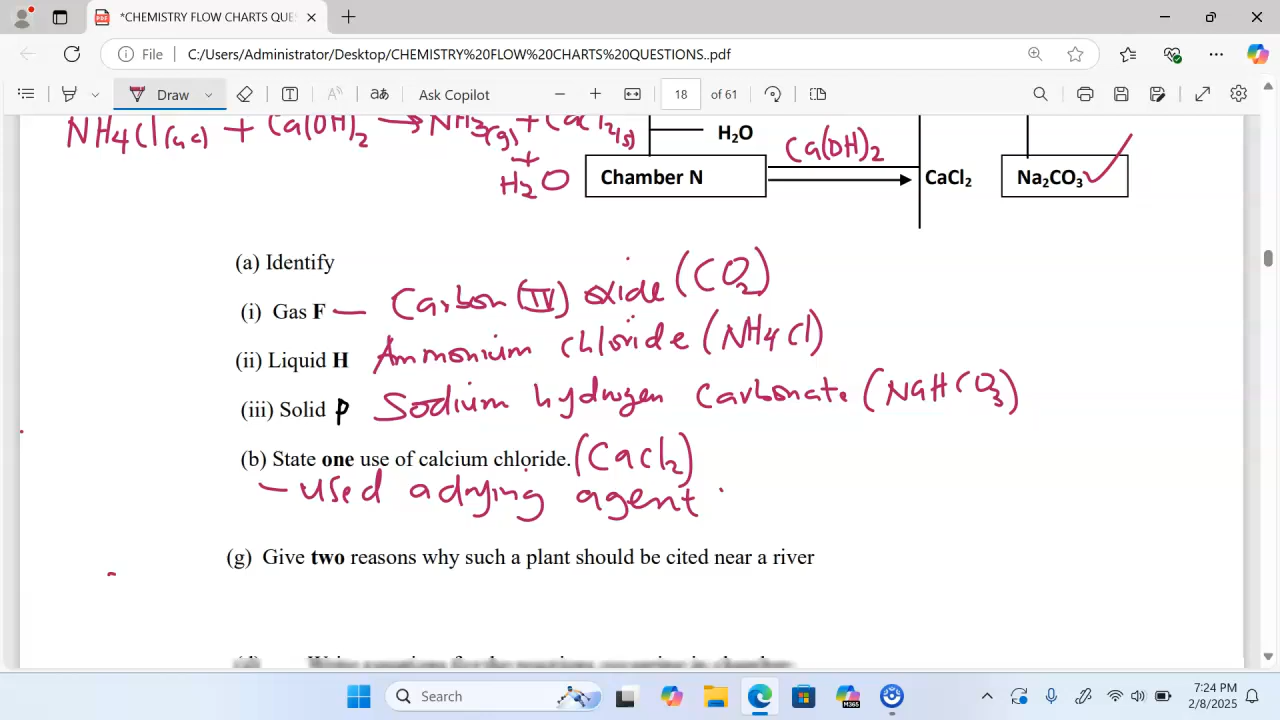 *CHEMISTRY FLOW CHARTS QUE
File C:/Users/Administrator/Desktop/CHEMISTRY%20FLOW%20CHARTS%20QUESTIONS..pdf
Draw Ask Copilot 18 of 61
NH4Cl(aq) + Ca(OH)2 → NH3(g) + CaCl2(s)
+ H2O
H2O
Ca(OH)2
Chamber N
CaCl2
Na2CO3
(a) Identify
(i) Gas F — Carbon (IV) oxide (CO2)
(ii) Liquid H Ammonium chloride (NH4Cl)
(iii) Solid P Sodium hydrogen Carbonate (NaHCO3)
(b) State one use of calcium chloride. (CaCl2)
- used a drying agent
(g) Give two reasons why such a plant should be cited near a river
Search
7:24 PM
2/8/2025